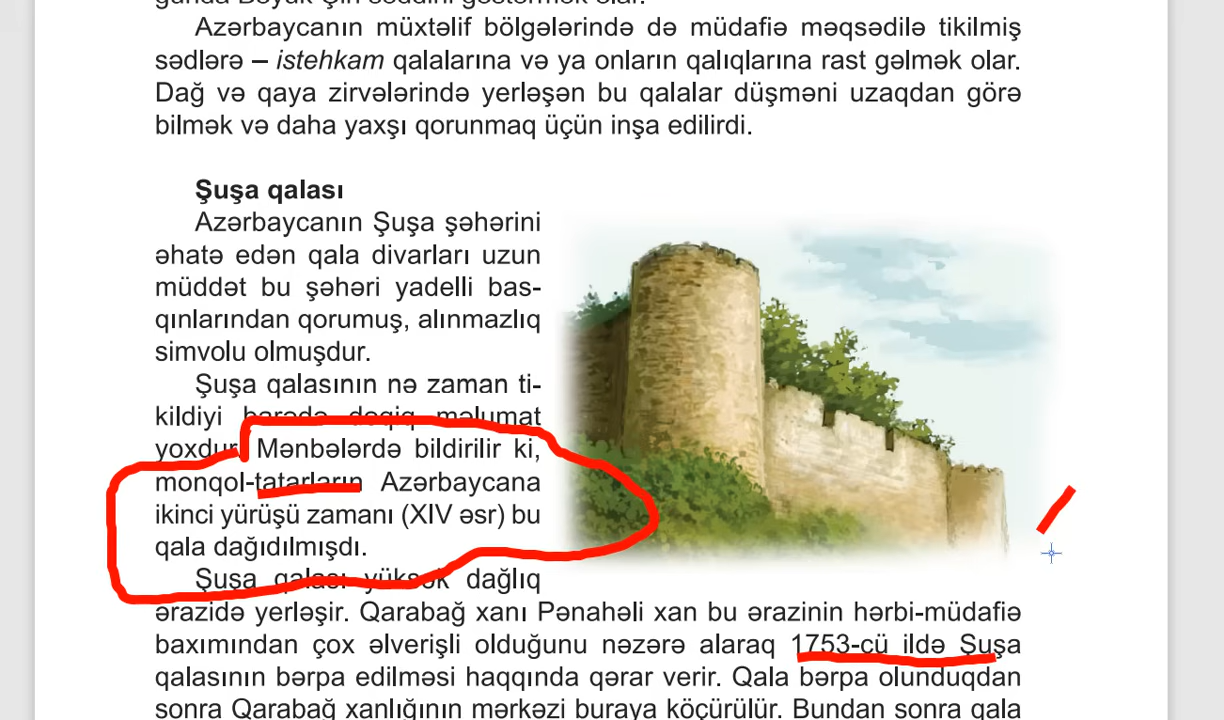 günda Böyük Çin səddini göstərmək olar.
Azərbaycanın müxtəlif bölgələrində də müdafiə məqsədilə tikilmiş
sədlərə – istehkam qalalarına və ya onların qalıqlarına rast gəlmək olar.
Dağ və qaya zirvələrində yerləşən bu qalalar düşməni uzaqdan görə
bilmək və daha yaxşı qorunmaq üçün inşa edilirdi.
Şuşa qalası
Azərbaycanın Şuşa şəhərini
əhatə edən qala divarları uzun
müddət bu şəhəri yadelli bas-
qınlarından qorumuş, alınmazlıq
simvolu olmuşdur.
Şuşa qalasının nə zaman ti-
kildiyi barədə dəqiq məlumat
yoxdur. Mənbələrdə bildirilir ki,
monqol-tatarların Azərbaycana
ikinci yürüşü zamanı (XIV əsr) bu
qala dağıdılmışdı.
Şuşa qalası yüksək dağlıq
ərazidə yerləşir. Qarabağ xanı Pənahəli xan bu ərazinin hərbi-müdafiə
baxımından çox əlverişli olduğunu nəzərə alaraq 1753-cü ildə Şuşa
qalasının bərpa edilməsi haqqında qərar verir. Qala bərpa olunduqdan
sonra Qarabağ xanlığının mərkəzi buraya köçürülür. Bundan sonra qala